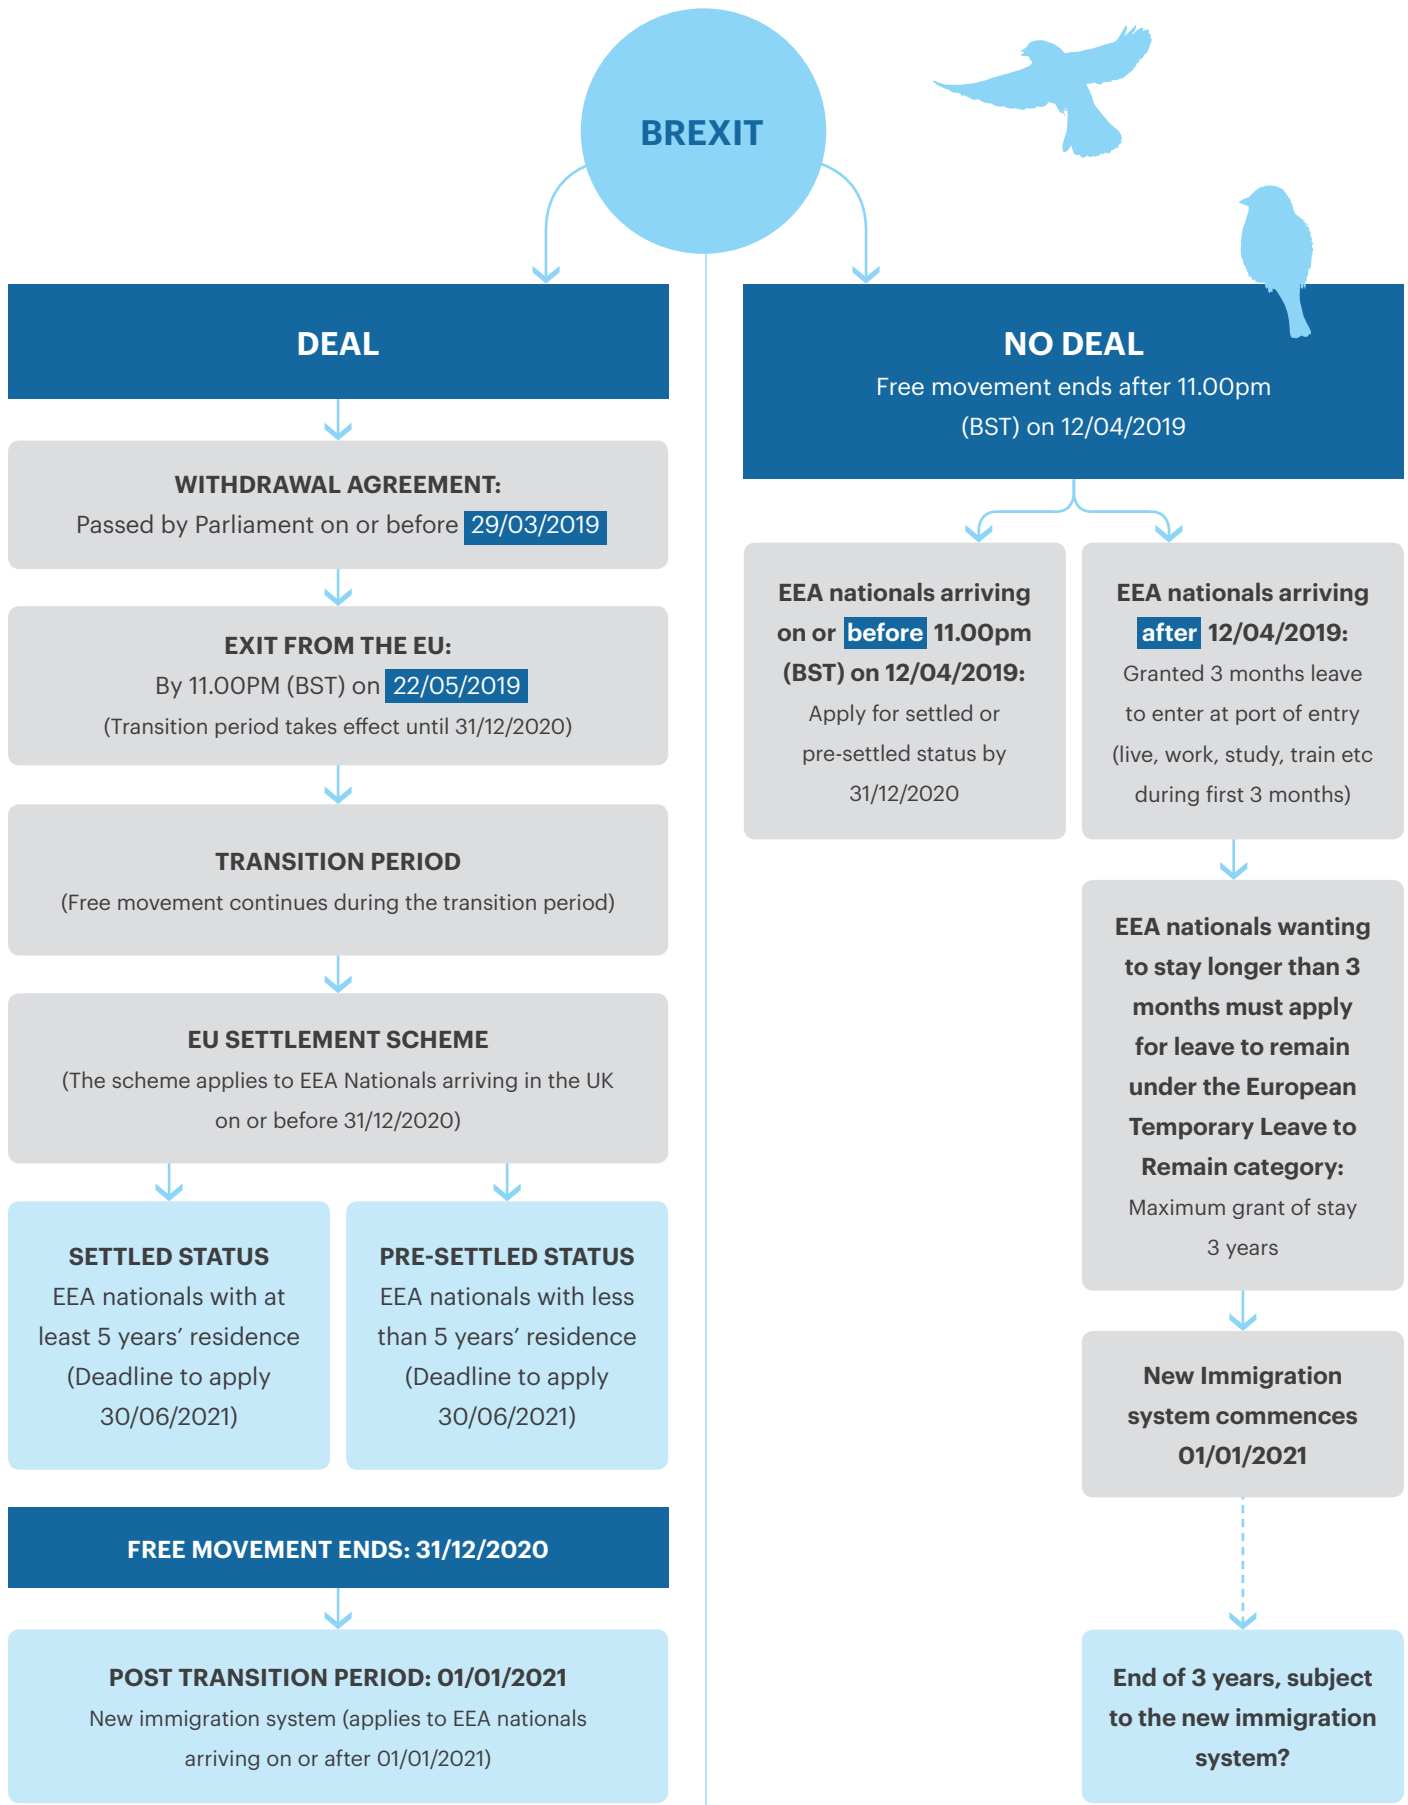 BREXIT
DEAL
WITHDRAWAL AGREEMENT:
Passed by Parliament on or before 29/03/2019
EXIT FROM THE EU:
By 11.00PM (BST) on 22/05/2019
(Transition period takes effect until 31/12/2020)
TRANSITION PERIOD
(Free movement continues during the transition period)
EU SETTLEMENT SCHEME
(The scheme applies to EEA Nationals arriving in the UK
on or before 31/12/2020)
SETTLED STATUS
EEA nationals with at
least 5 years’ residence
(Deadline to apply
30/06/2021)
PRE-SETTLED STATUS
EEA nationals with less
than 5 years’ residence
(Deadline to apply
30/06/2021)
FREE MOVEMENT ENDS: 31/12/2020
POST TRANSITION PERIOD: 01/01/2021
New immigration system (applies to EEA nationals
arriving on or after 01/01/2021)
NO DEAL
Free movement ends after 11.00pm
(BST) on 12/04/2019
EEA nationals arriving
on or before 11.00pm
(BST) on 12/04/2019:
Apply for settled or
pre-settled status by
31/12/2020
EEA nationals arriving
after 12/04/2019:
Granted 3 months leave
to enter at port of entry
(live, work, study, train etc
during first 3 months)
EEA nationals wanting
to stay longer than 3
months must apply
for leave to remain
under the European
Temporary Leave to
Remain category:
Maximum grant of stay
3 years
New Immigration
system commences
01/01/2021
End of 3 years, subject
to the new immigration
system?